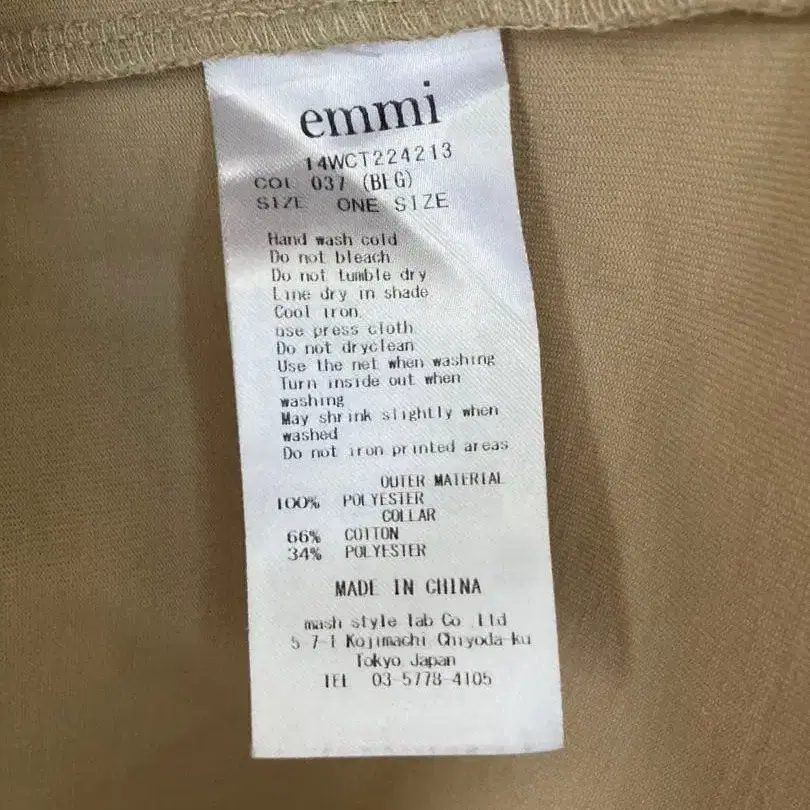 emmi
14WCT224213
COL 037 (BEG)
SIZE ONE SIZE
Hand wash cold
Do not bleach
Do not tumble dry
Line dry in shade
Cool iron.
use press cloth
Do not dryclean
Use the net when washing
Turn inside out when
washing
May shrink slightly when
washed
Do not iron printed areas
OUTER MATERIAL
100% POLYESTER
COLLAR
66% COTTON
34% POLYESTER
MADE IN CHINA
mash style lab Co.,Ltd
5-7-1 Kojimachi Chiyoda-ku
Tokyo Japan
TEL 03-5778-4105